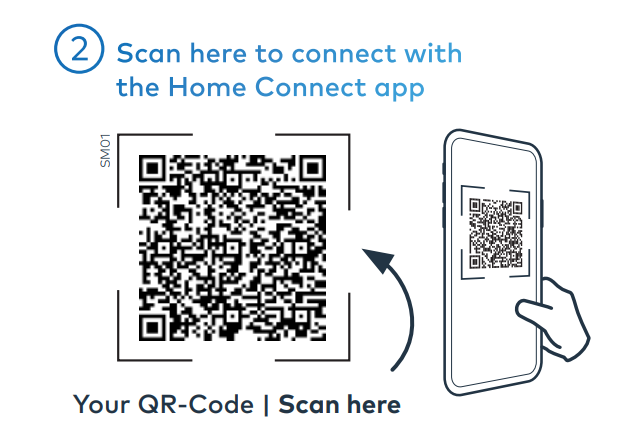 2
Scan here to connect with
the Home Connect app
SM01
Your QR-Code | Scan here